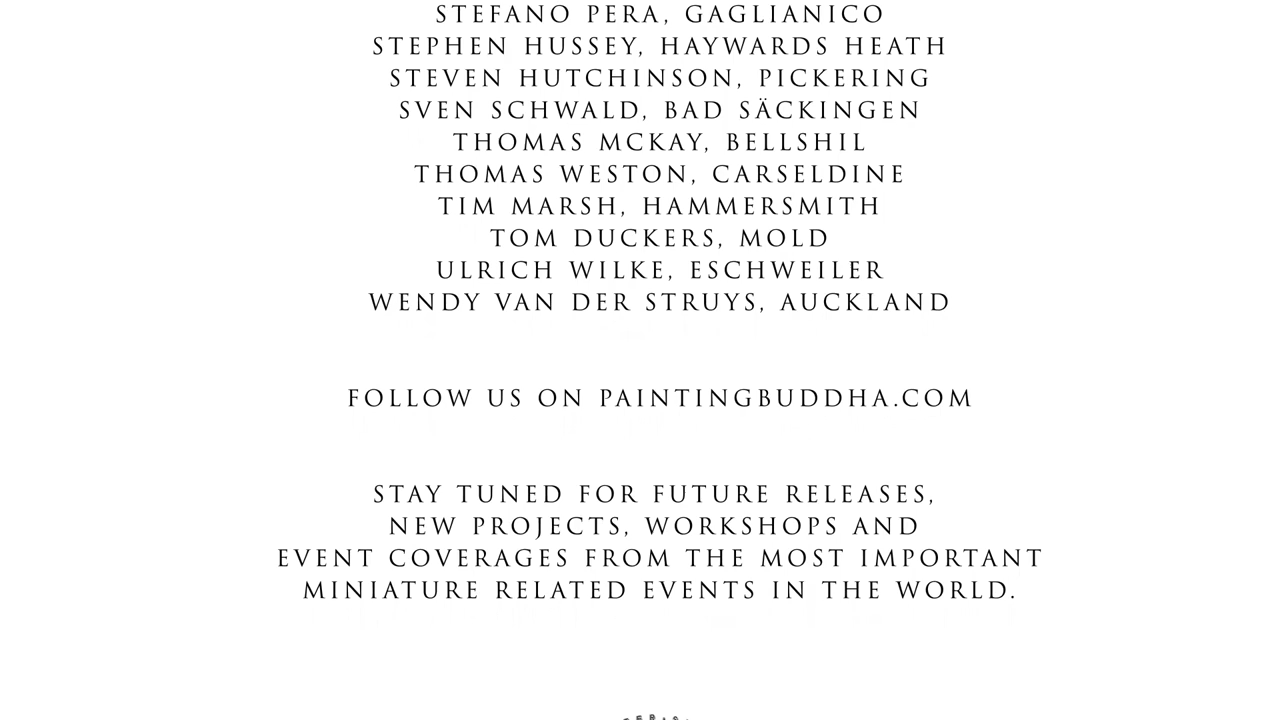 STEFANO PERA, GAGLIANICO
STEPHEN HUSSEY, HAYWARDS HEATH
STEVEN HUTCHINSON, PICKERING
SVEN SCHWALD, BAD SÄCKINGEN
THOMAS MCKAY, BELLSHIL
THOMAS WESTON, CARSELDINE
TIM MARSH, HAMMERSMITH
TOM DUCKERS, MOLD
ULRICH WILKE, ESCHWEILER
WENDY VAN DER STRUYS, AUCKLAND
FOLLOW US ON PAINTINGBUDDHA.COM
STAY TUNED FOR FUTURE RELEASES,
NEW PROJECTS, WORKSHOPS AND
EVENT COVERAGES FROM THE MOST IMPORTANT
MINIATURE RELATED EVENTS IN THE WORLD.